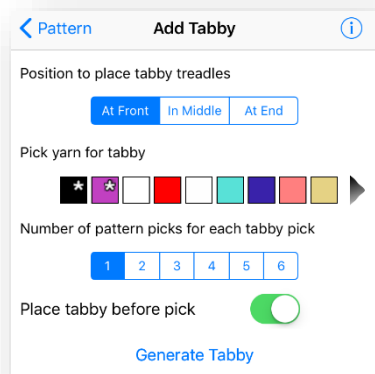 Pattern Add Tabby
Position to place tabby treadles
At Front In Middle At End
Pick yarn for tabby
* *
Number of pattern picks for each tabby pick
1 2 3 4 5 6
Place tabby before pick
Generate Tabby